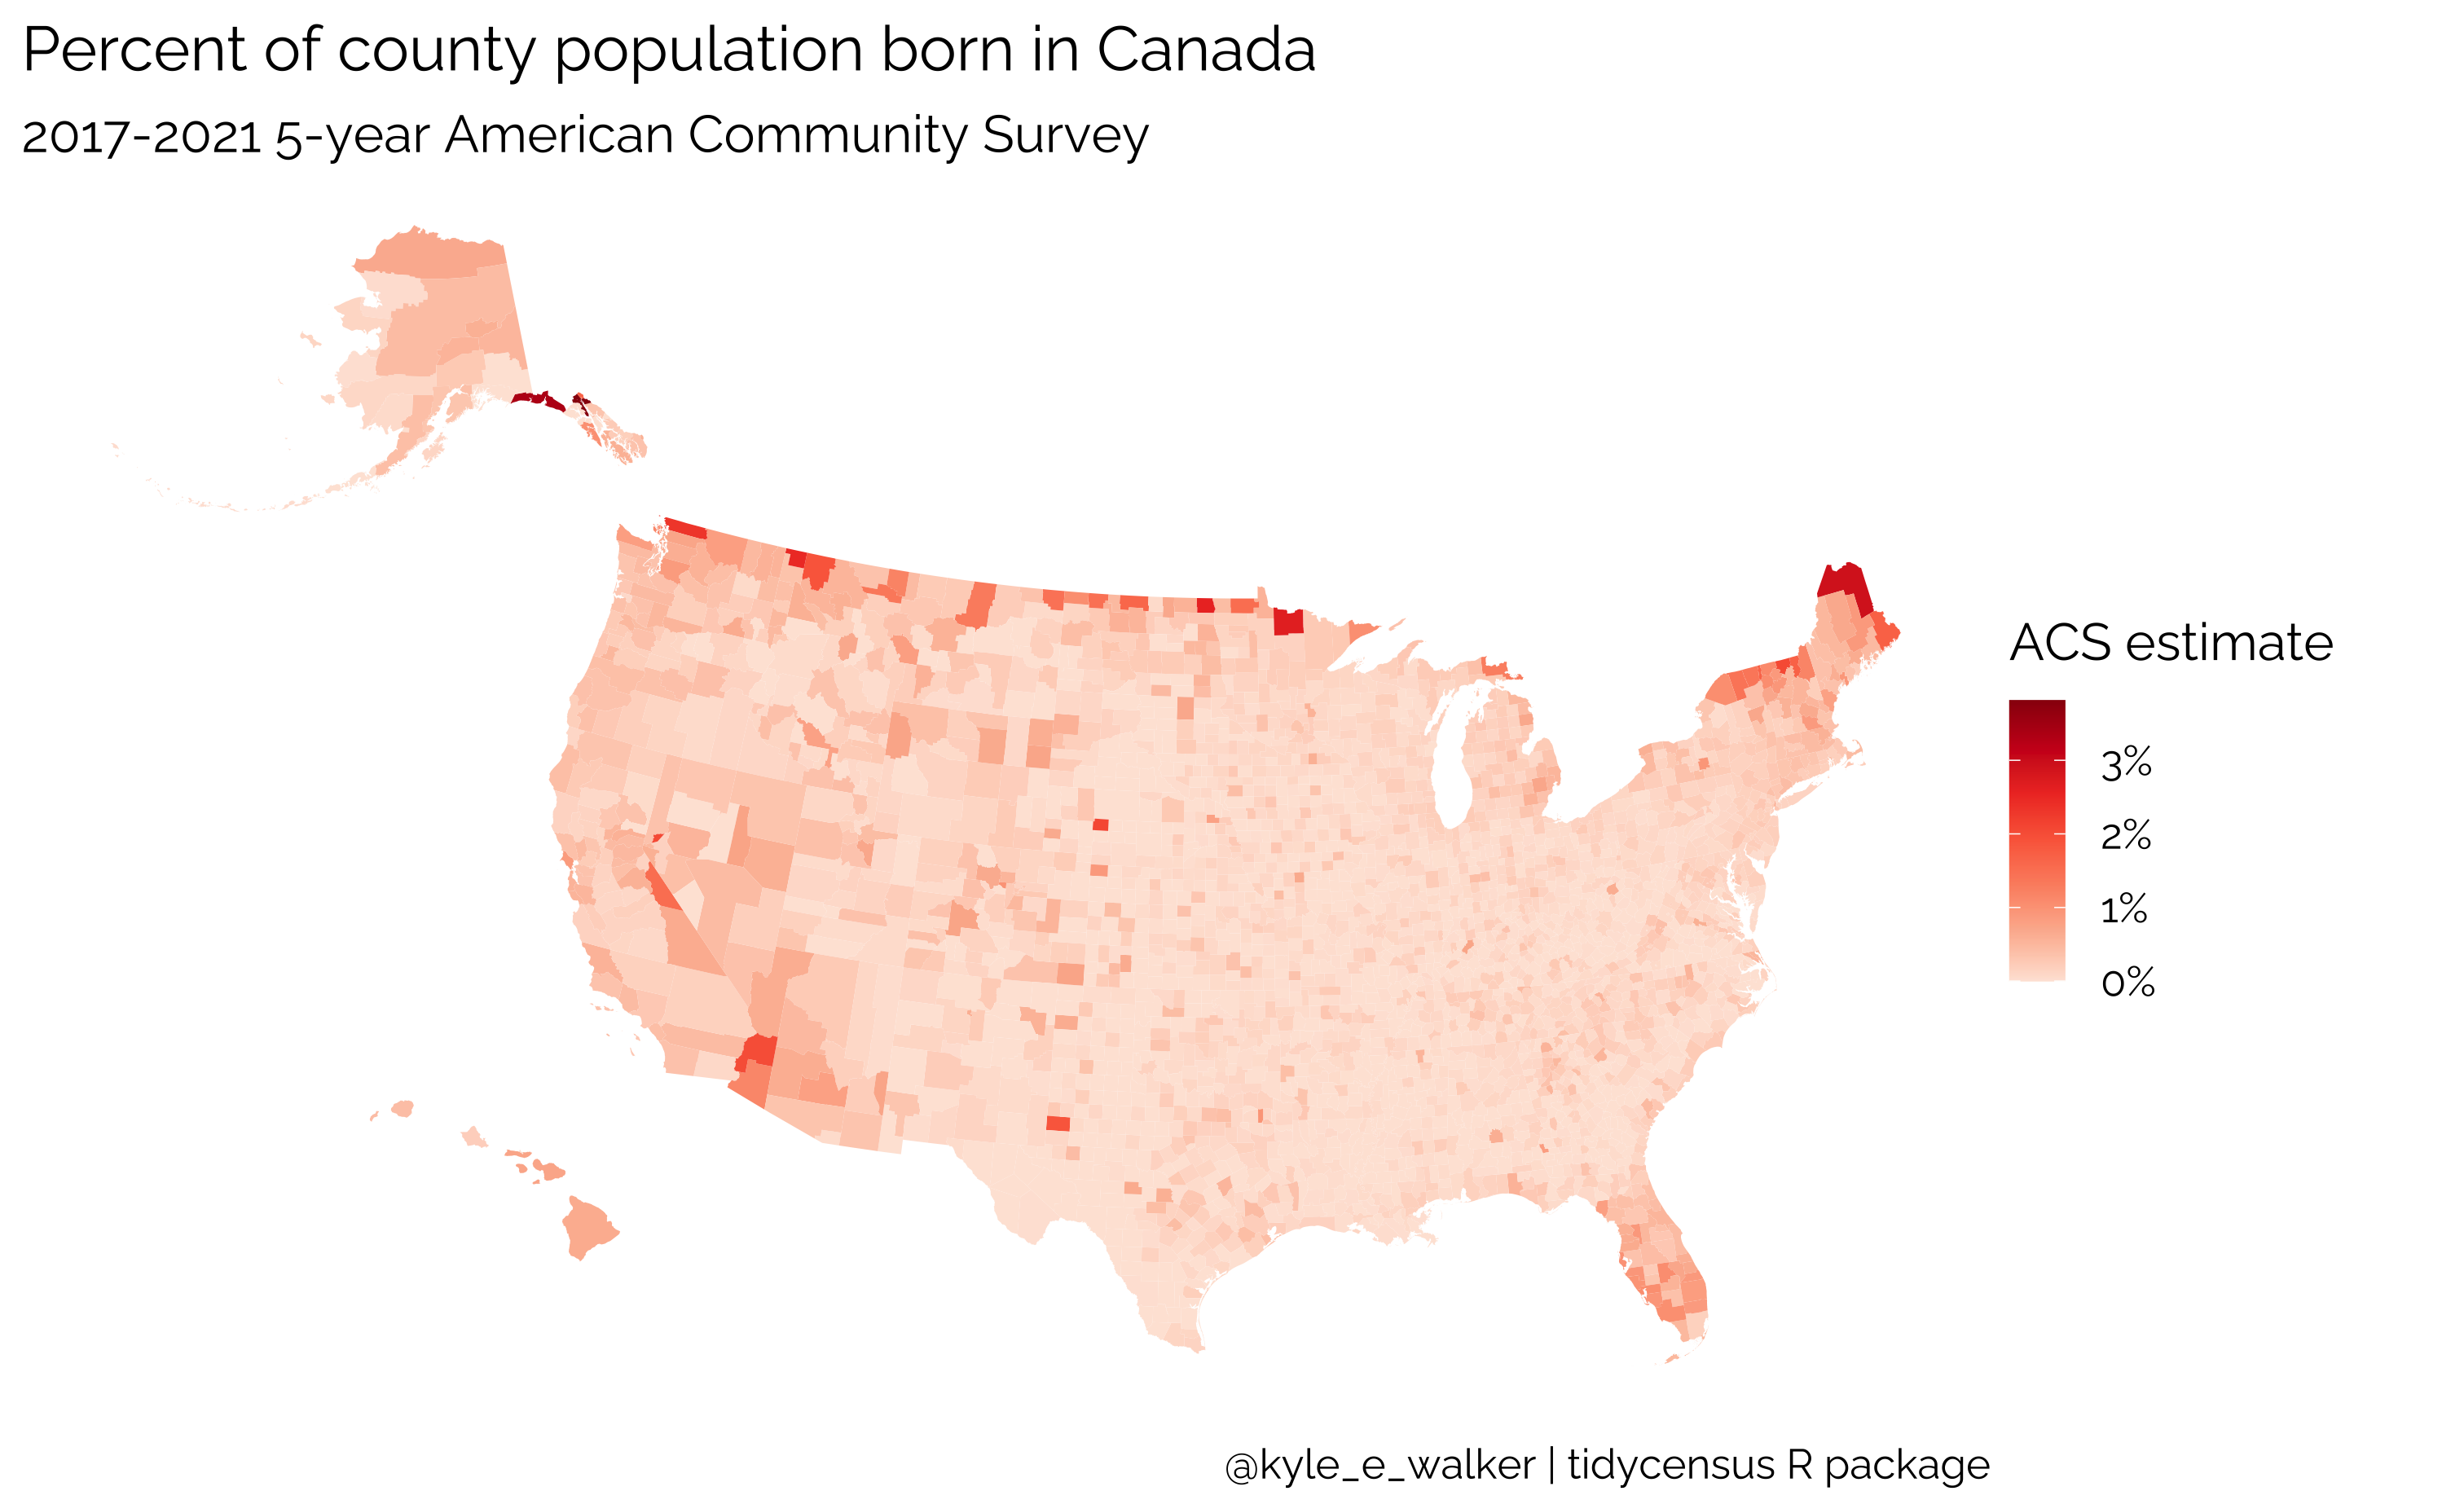 Percent of county population born in Canada
2017-2021 5-year American Community Survey
ACS estimate
3%
2%
1%
0%
@kyle_e_walker | tidycensus R package